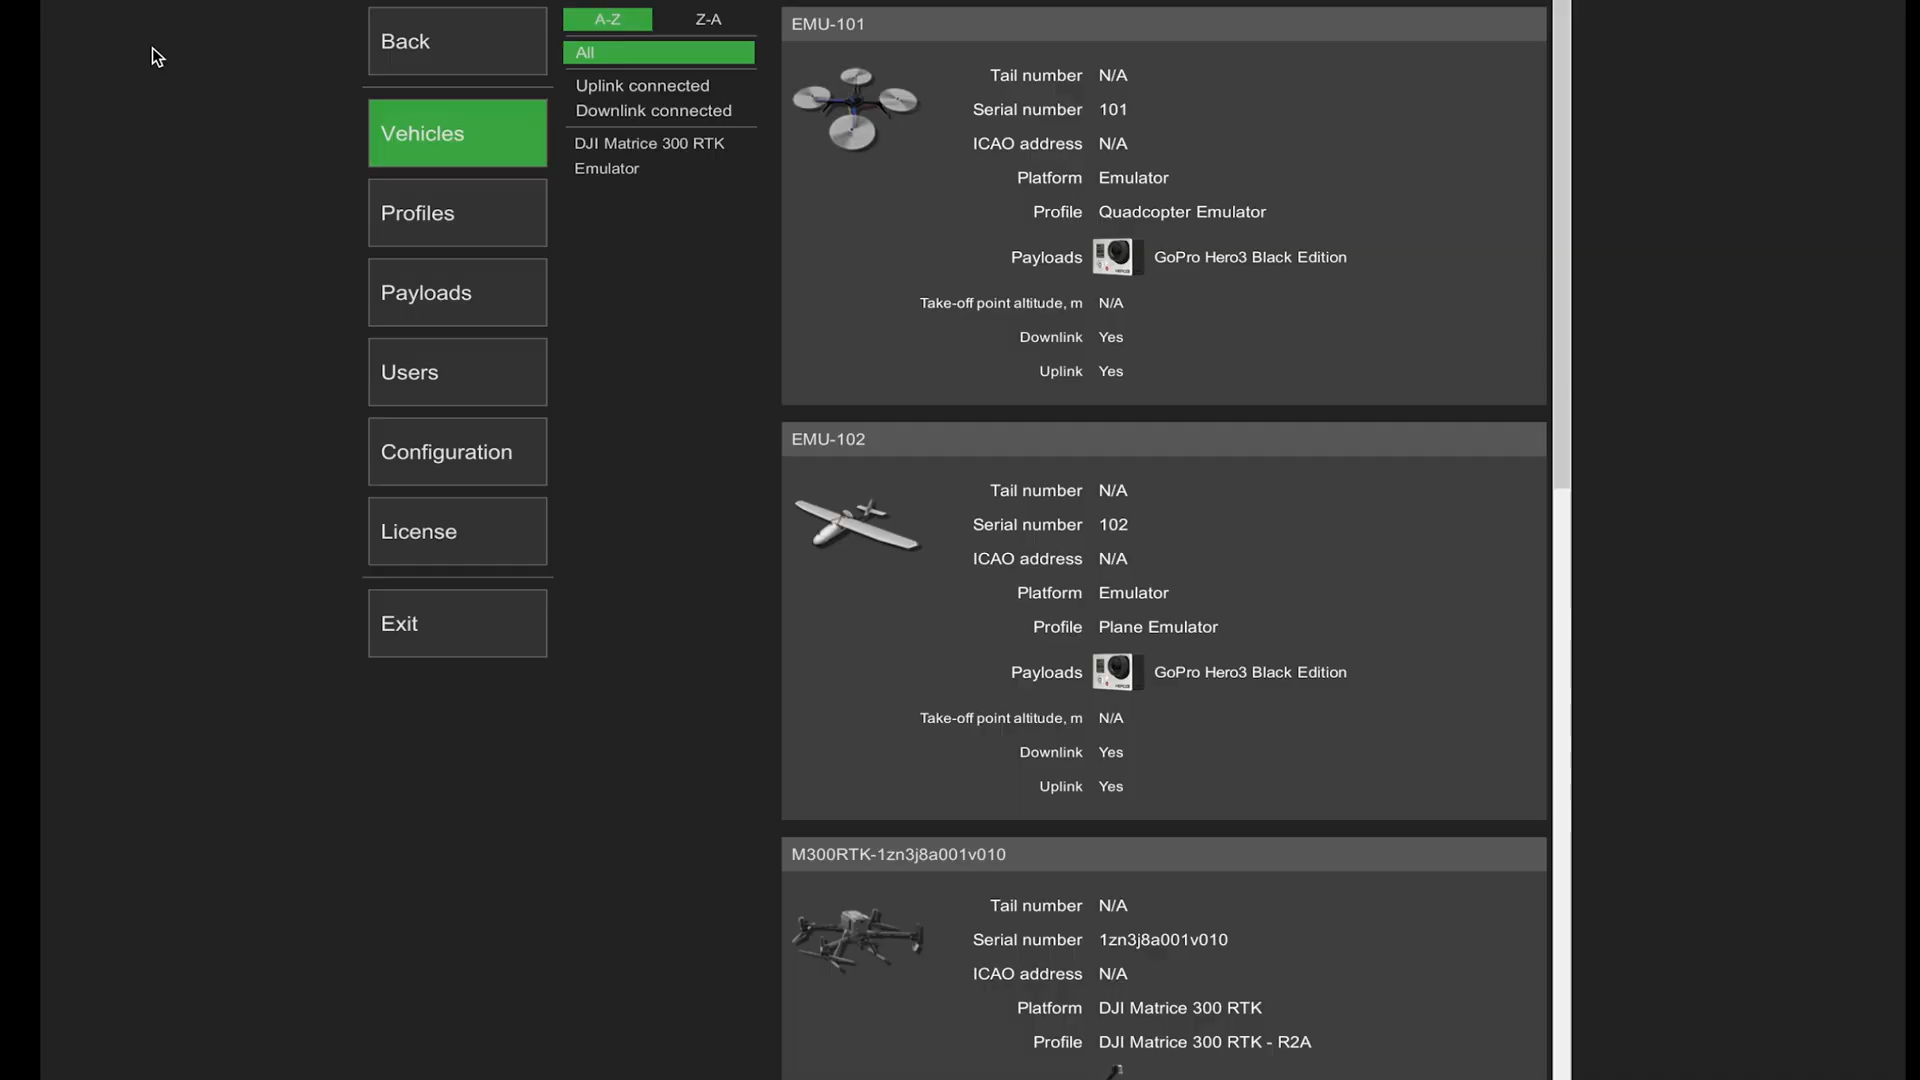 Back
Vehicles
Profiles
Payloads
Users
Configuration
License
Exit
A-Z Z-A
All
Uplink connected
Downlink connected
DJI Matrice 300 RTK
Emulator
EMU-101
Tail number N/A
Serial number 101
ICAO address N/A
Platform Emulator
Profile Quadcopter Emulator
Payloads GoPro Hero3 Black Edition
Take-off point altitude, m N/A
Downlink Yes
Uplink Yes
EMU-102
Tail number N/A
Serial number 102
ICAO address N/A
Platform Emulator
Profile Plane Emulator
Payloads GoPro Hero3 Black Edition
Take-off point altitude, m N/A
Downlink Yes
Uplink Yes
M300RTK-1zn3j8a001v010
Tail number N/A
Serial number 1zn3j8a001v010
ICAO address N/A
Platform DJI Matrice 300 RTK
Profile DJI Matrice 300 RTK - R2A